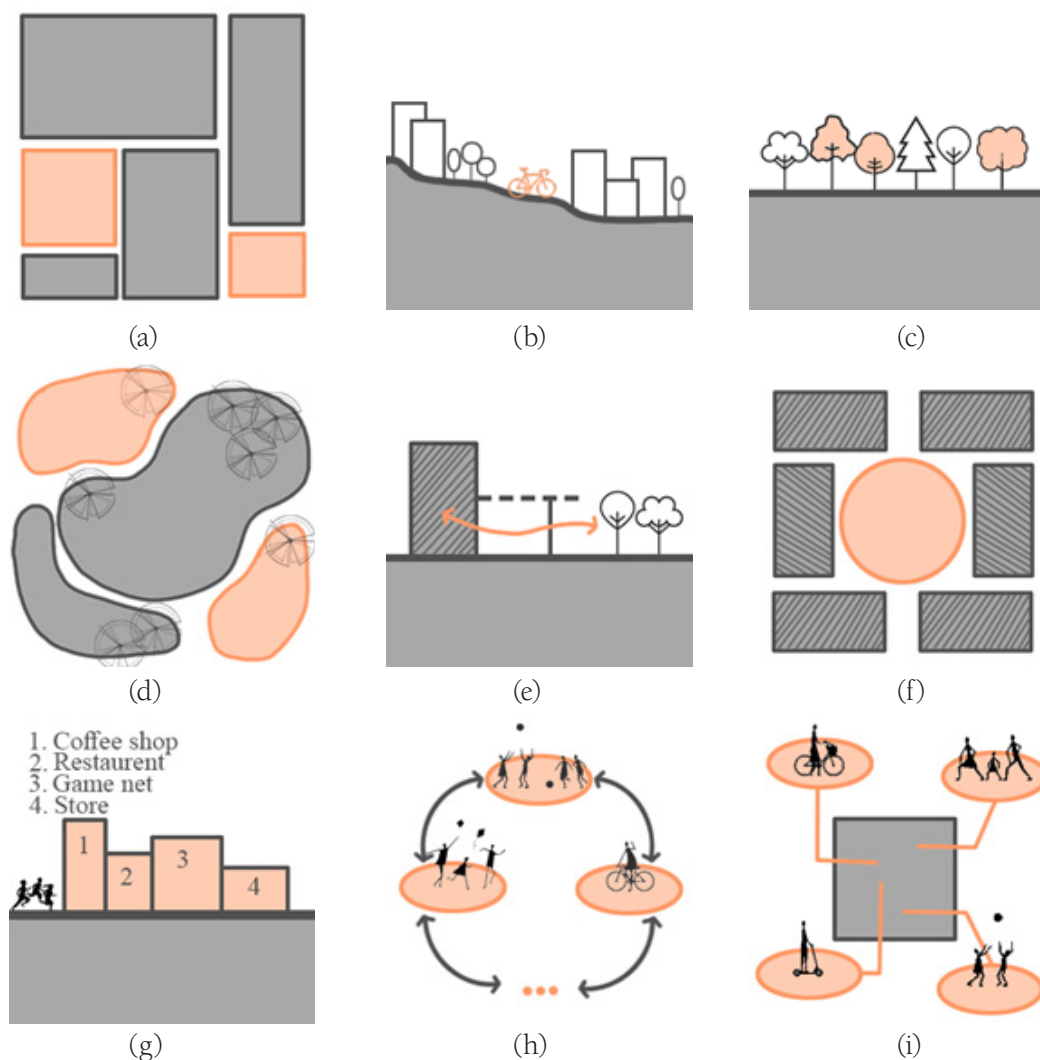 (a)
(b)
(c)
(d)
(e)
(f)
1. Coffee shop
2. Restaurent
3. Game net
4. Store
1
2
3
4
(g)
(h)
(i)